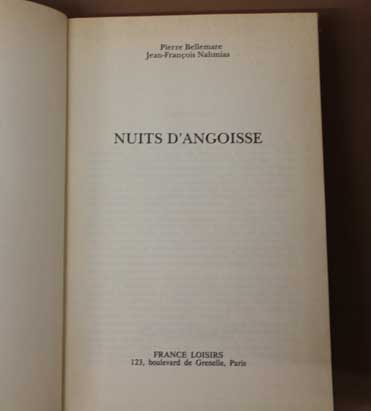 Pierre Bellemare
Jean-François Nahmias
NUITS D'ANGOISSE
FRANCE LOISIRS
123, boulevard de Grenelle, Paris